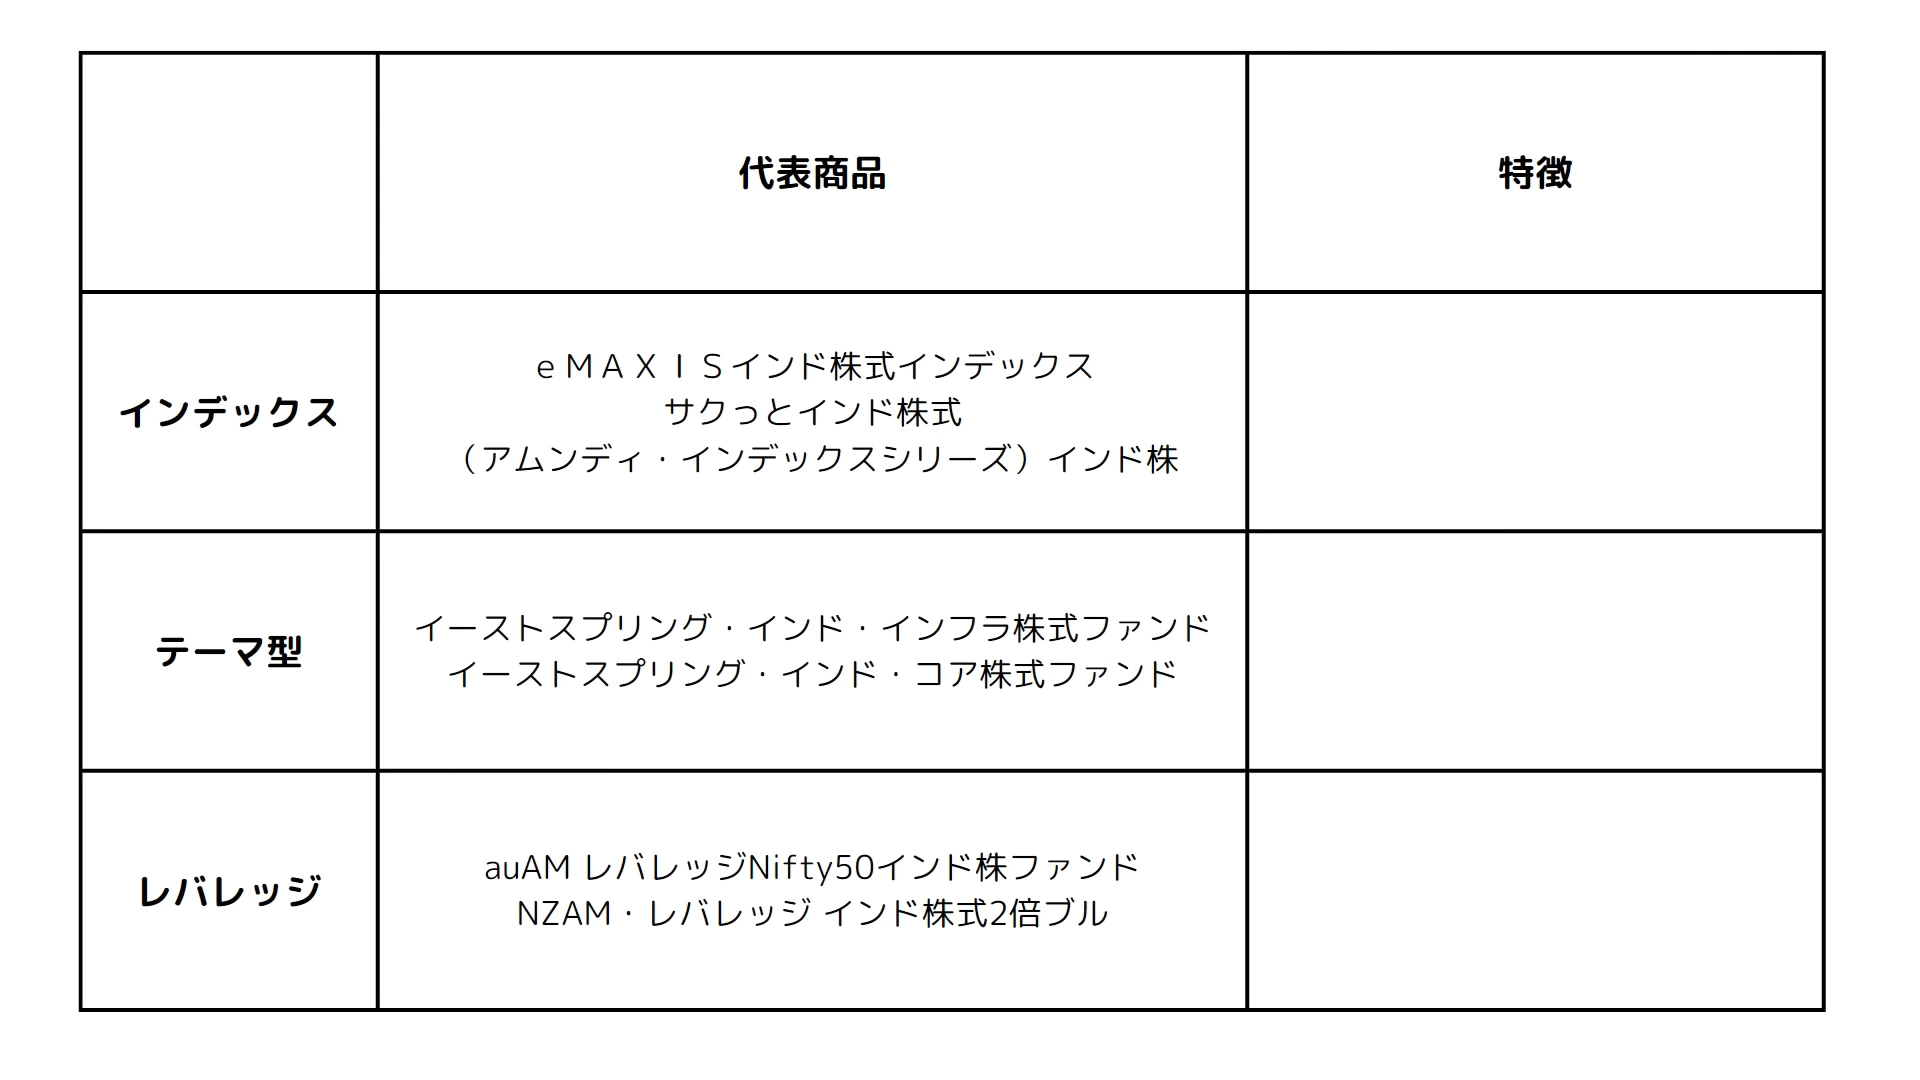 代表商品
特徴
インデックス
ｅＭＡＸＩＳインド株式インデックス
サクっとインド株式
（アムンディ・インデックスシリーズ）インド株
テーマ型
イーストスプリング・インド・インフラ株式ファンド
イーストスプリング・インド・コア株式ファンド
レバレッジ
auAM レバレッジNifty50インド株ファンド
NZAM・レバレッジ インド株式2倍ブル